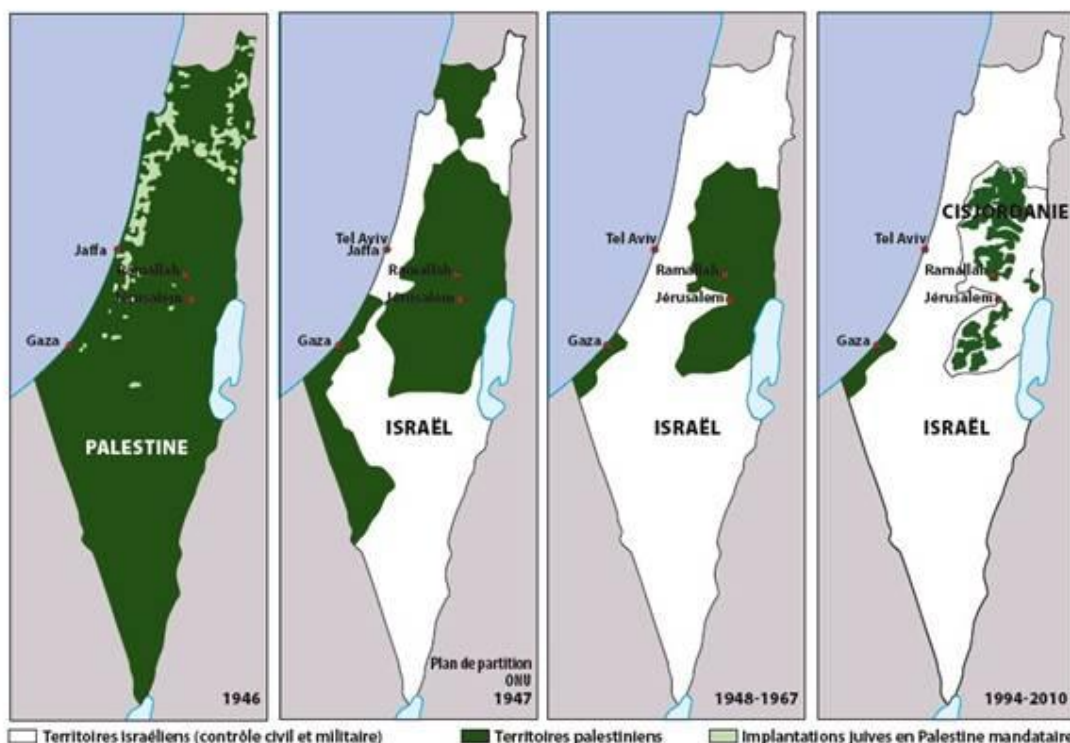 Jaffa
Ramallah
Jérusalem
Gaza
PALESTINE
1946
Tel Aviv
Jaffa
Ramallah
Jérusalem
Gaza
ISRAËL
Plan de partition
ONU
1947
Tel Aviv
Ramallah
Jérusalem
Gaza
ISRAËL
1948-1967
CISJORDANIE
Tel Aviv
Ramallah
Jérusalem
Gaza
ISRAËL
1994-2010
Territoires israéliens (contrôle civil et militaire)
Territoires palestiniens
Implantations juives en Palestine mandataire